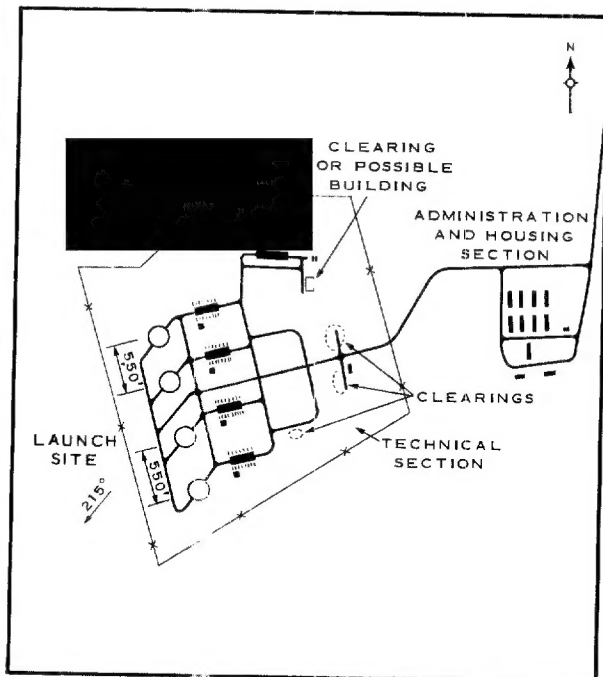 N
CLEARING
OR POSSIBLE
BUILDING
ADMINISTRATION
AND HOUSING
SECTION
550'
CLEARINGS
LAUNCH
SITE
TECHNICAL
SECTION
550'
215°